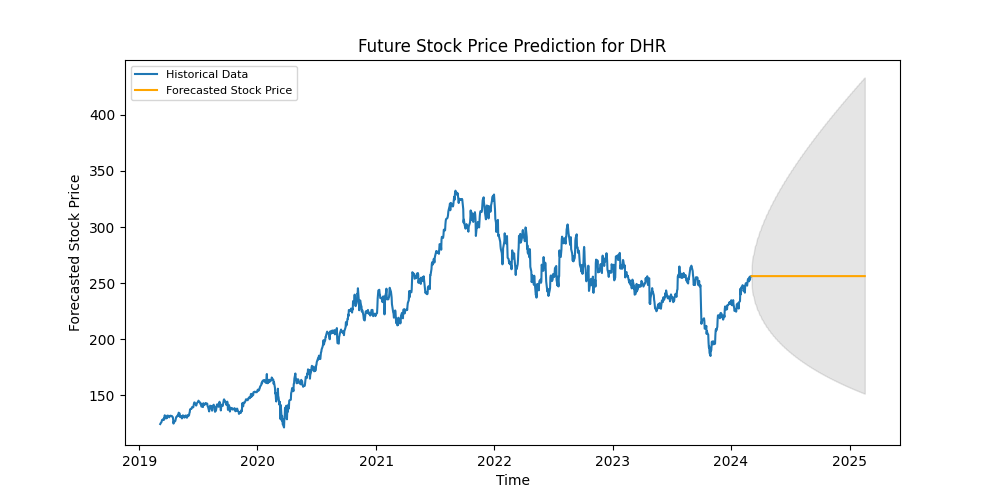 Future Stock Price Prediction for DHR
Historical Data
Forecasted Stock Price
Forecasted Stock Price
400
350
300
250
200
150
2019
2020
2021
2022
2023
2024
2025
Time